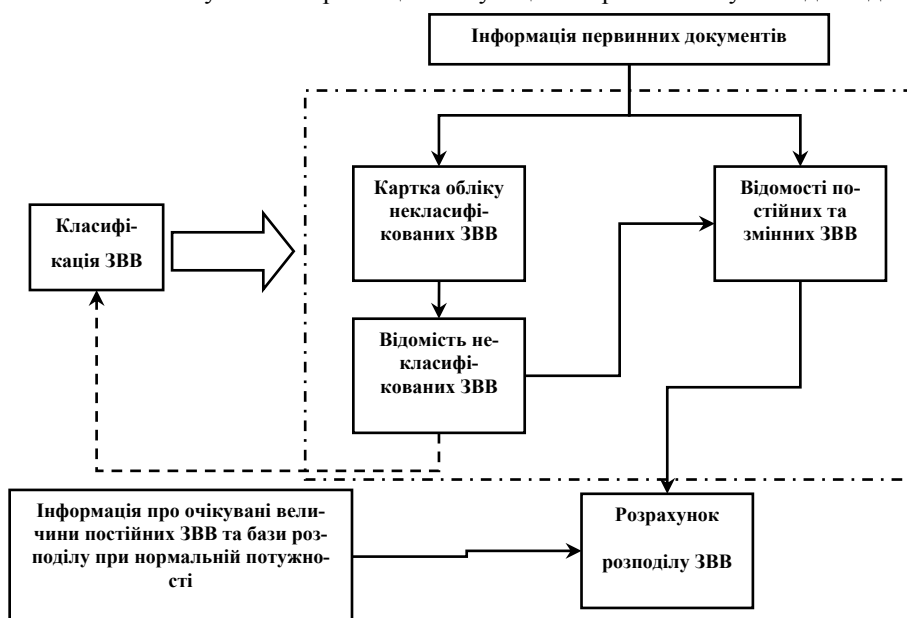 Інформація первинних документів
Картка обліку
некласифі-
кованих ЗВВ
Відомості по-
стійних та
змінних ЗВВ
Класифі-
кація ЗВВ
Відомість не-
класифі-
кованих ЗВВ
Інформація про очікувані вели-
чини постійних ЗВВ та бази роз-
поділу при нормальній потужно-
сті
Розрахунок
розподілу ЗВВ